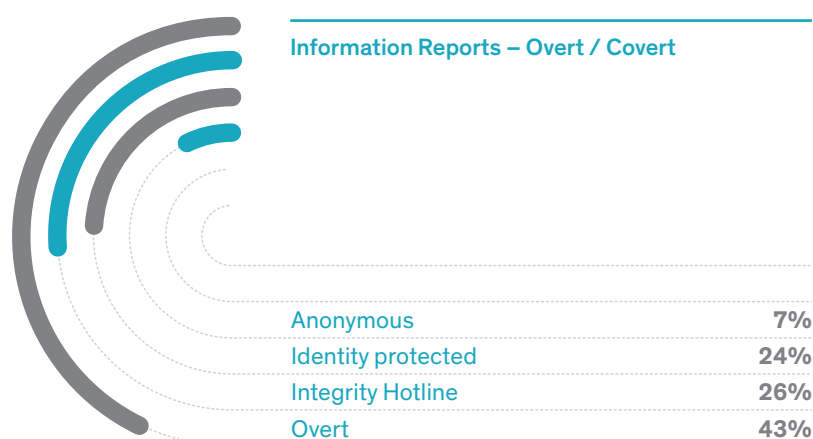 Information Reports – Overt / Covert
Anonymous 7%
Identity protected 24%
Integrity Hotline 26%
Overt 43%